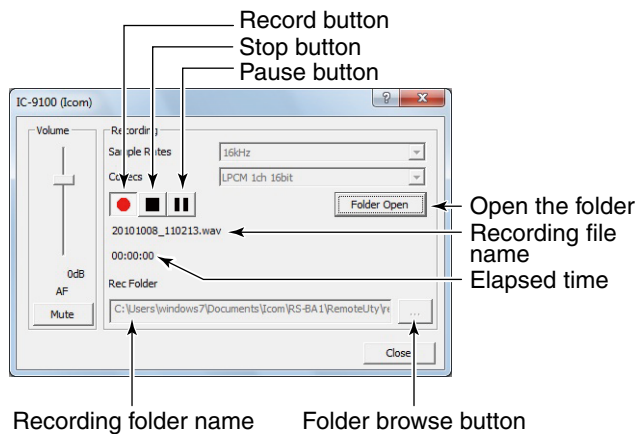 Record button
Stop button
Pause button
IC-9100 (Icom)
Volume
0dB
AF
Mute
Recording
Sample Rates
16kHz
Codecs
LPCM 1ch 16bit
Folder Open
20101008_110213.wav
00:00:00
Rec Folder
C:\Users\windows7\Documents\Icom\RS-BA1\RemoteUty\re
...
Close
Open the folder
Recording file
name
Elapsed time
Recording folder name
Folder browse button